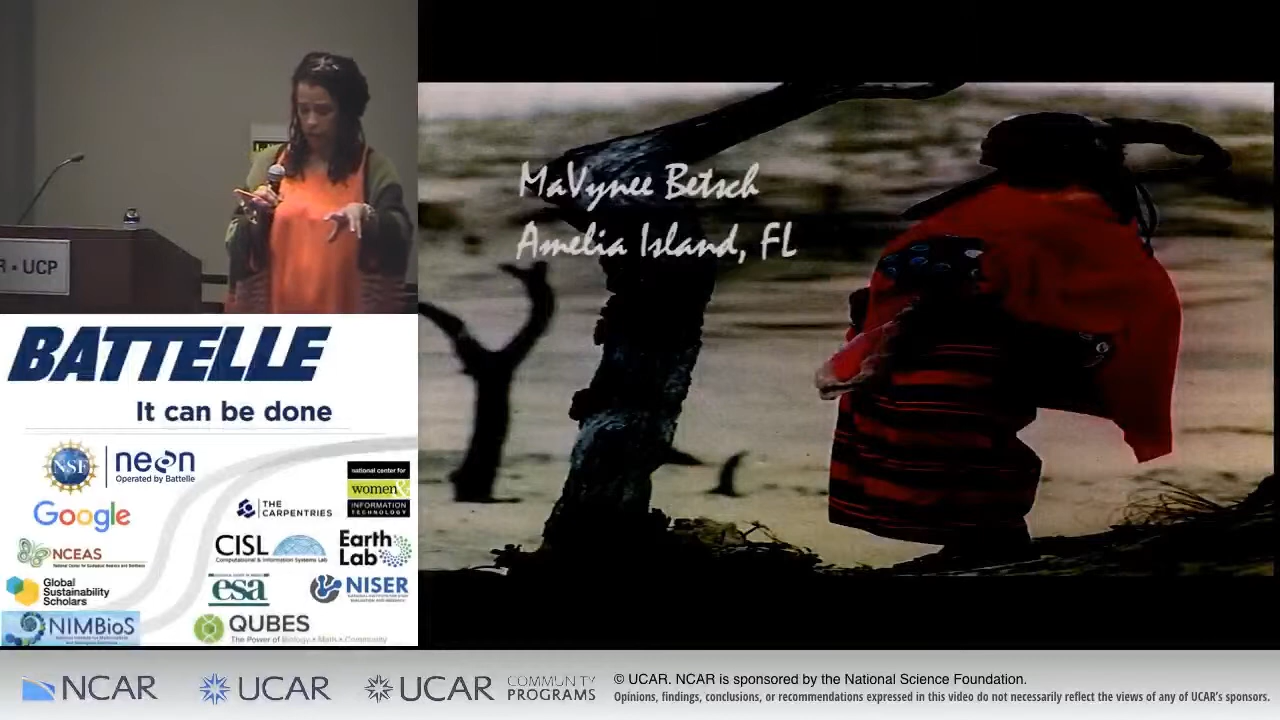 R • UCP
BATTELLE
It can be done
NSF
neon
Operated by Battelle
national center for
women&
INFORMATION
TECHNOLOGY
Google
THE
CARPENTRIES
NCEAS
CISL
Computational & Information Systems Lab
Earth
Lab
Global
Sustainability
Scholars
esa
NISER
NIMBioS
QUBES
The Power of Biology • Math • Community
MaVynee Betsch
Amelia Island, FL
NCAR
UCAR
UCAR
COMMUNITY
PROGRAMS
© UCAR. NCAR is sponsored by the National Science Foundation.
Opinions, findings, conclusions, or recommendations expressed in this video do not necessarily reflect the views of any of UCAR's sponsors.